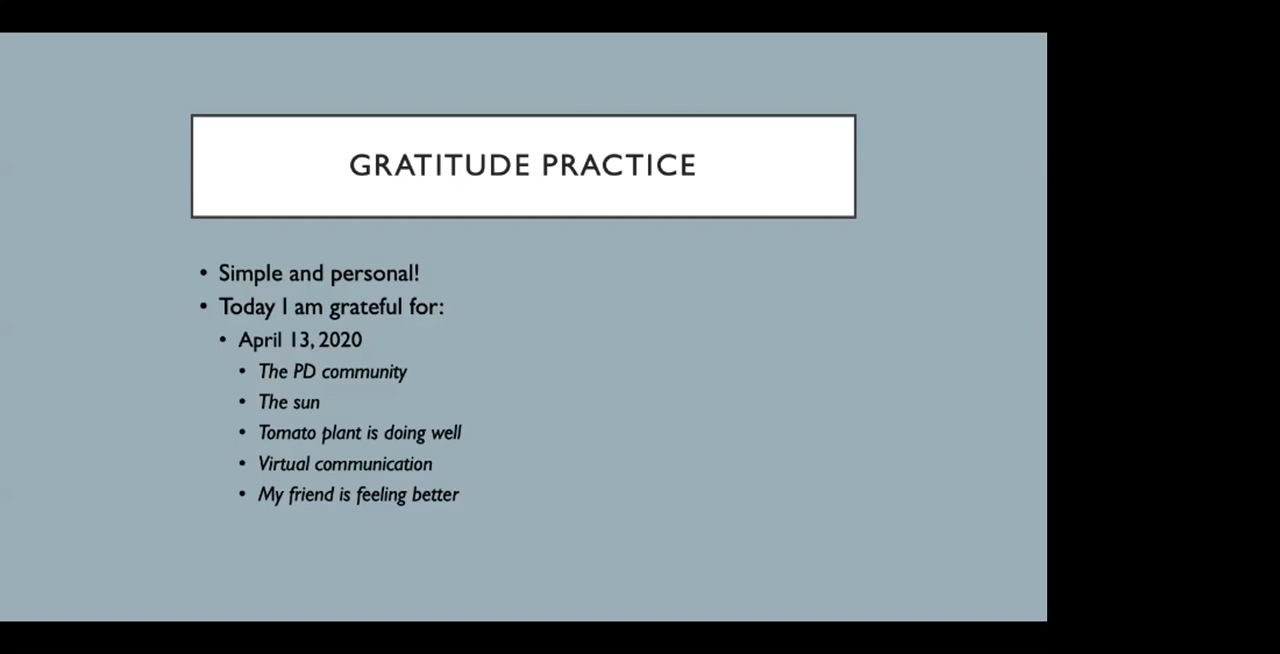 GRATITUDE PRACTICE
• Simple and personal!
• Today I am grateful for:
• April 13, 2020
• The PD community
• The sun
• Tomato plant is doing well
• Virtual communication
• My friend is feeling better